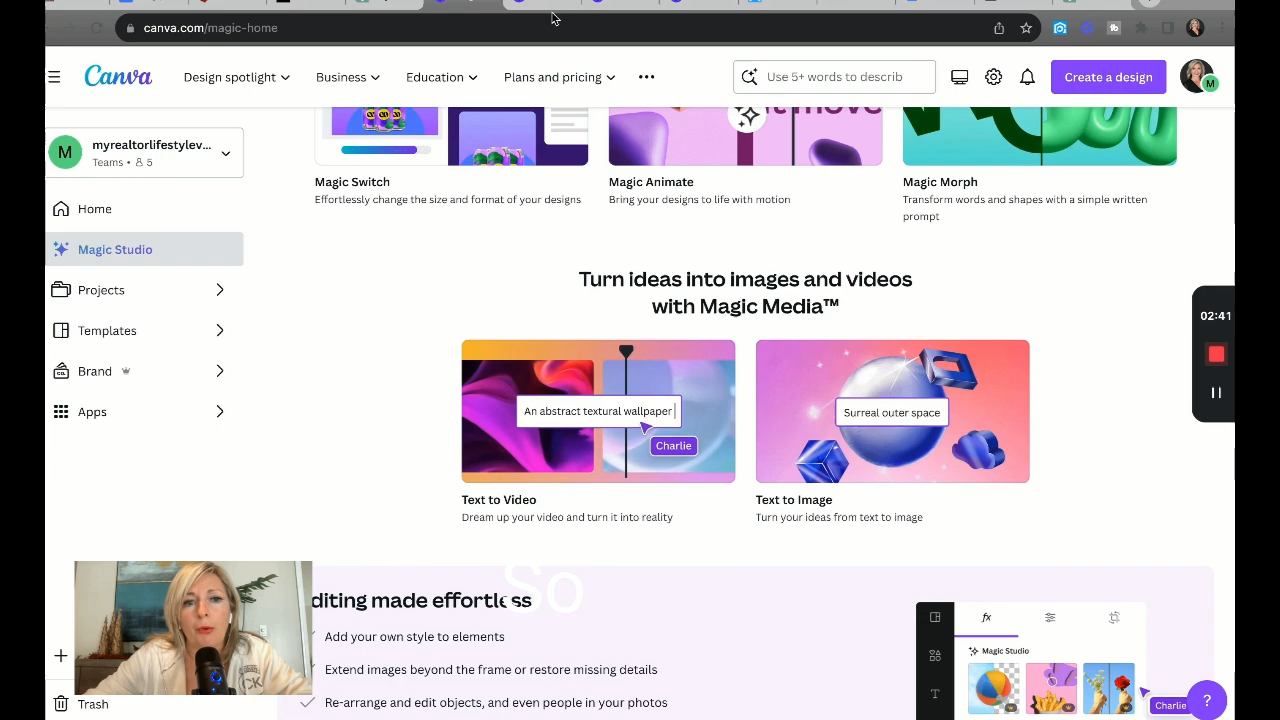 canva.com/magic-home
Canva
Design spotlight
Business
Education
Plans and pricing
Use 5+ words to describ
Create a design
M
M
myrealtorlifestylev...
Teams • 5
Home
Magic Studio
Projects
Templates
Brand
Apps
Trash
Magic Switch
Effortlessly change the size and format of your designs
Magic Animate
Bring your designs to life with motion
Magic Morph
Transform words and shapes with a simple written
prompt
Turn ideas into images and videos
with Magic Media™
An abstract textural wallpaper
Charlie
Surreal outer space
Text to Video
Dream up your video and turn it into reality
Text to Image
Turn your ideas from text to image
02:41
So
diting made effortless
Add your own style to elements
Extend images beyond the frame or restore missing details
Re-arrange and edit objects, and even people in your photos
fx
Magic Studio
T
Charlie
?
CK